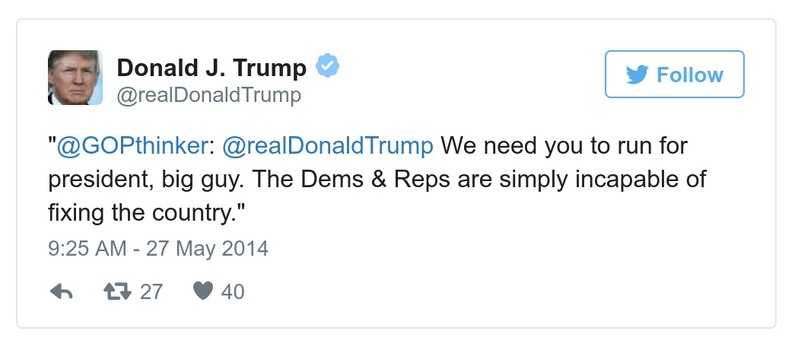 Donald J. Trump
@realDonaldTrump
Follow
"@GOPthinker: @realDonaldTrump We need you to run for
president, big guy. The Dems & Reps are simply incapable of
fixing the country."
9:25 AM - 27 May 2014
27 40